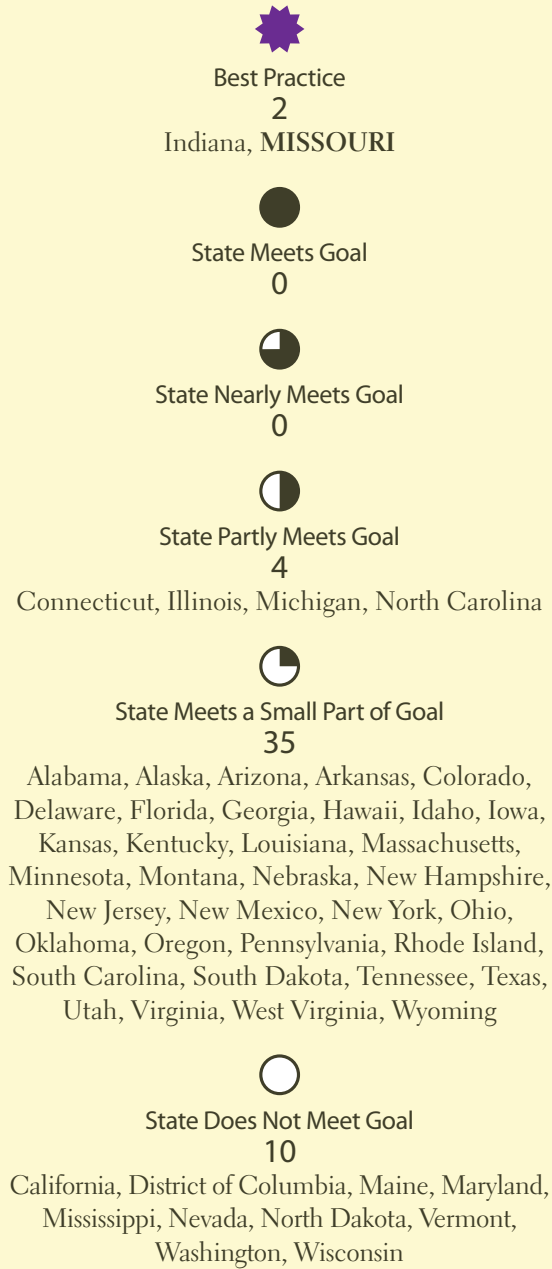 Best Practice
2
Indiana, MISSOURI
State Meets Goal
0
State Nearly Meets Goal
0
State Partly Meets Goal
4
Connecticut, Illinois, Michigan, North Carolina
State Meets a Small Part of Goal
35
Alabama, Alaska, Arizona, Arkansas, Colorado,
Delaware, Florida, Georgia, Hawaii, Idaho, Iowa,
Kansas, Kentucky, Louisiana, Massachusetts,
Minnesota, Montana, Nebraska, New Hampshire,
New Jersey, New Mexico, New York, Ohio,
Oklahoma, Oregon, Pennsylvania, Rhode Island,
South Carolina, South Dakota, Tennessee, Texas,
Utah, Virginia, West Virginia, Wyoming
State Does Not Meet Goal
10
California, District of Columbia, Maine, Maryland,
Mississippi, Nevada, North Dakota, Vermont,
Washington, Wisconsin